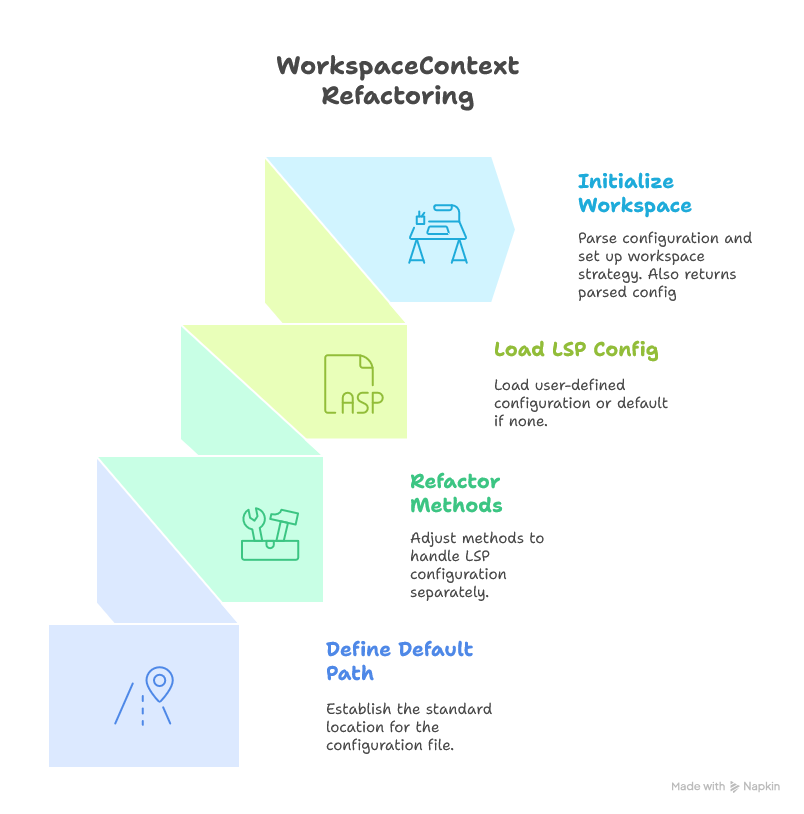 WorkspaceContext
Refactoring
Initialize
Workspace
Parse configuration and
set up workspace
strategy. Also returns
parsed config
Load LSP Config
Load user-defined
configuration or default
if none.
ASP
Refactor
Methods
Adjust methods to
handle LSP
configuration
separately.
Define Default
Path
Establish the standard
location for the
configuration file.
Made with Napkin